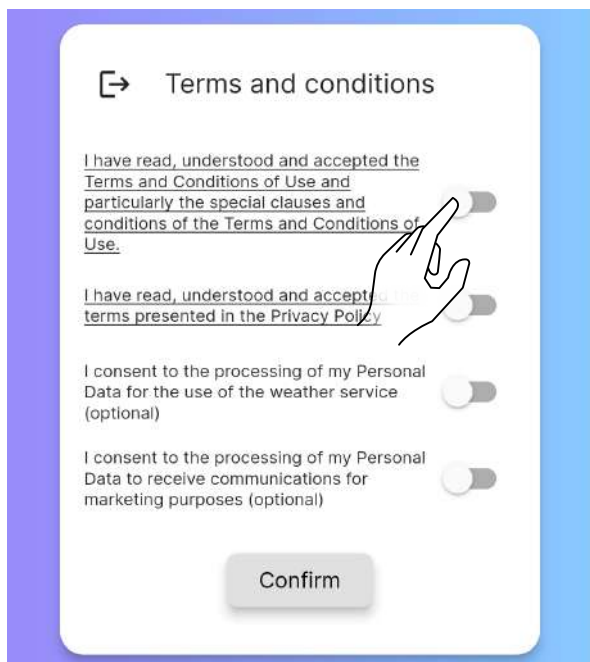 Terms and conditions
I have read, understood and accepted the
Terms and Conditions of Use and
particularly the special clauses and
conditions of the Terms and Conditions of
Use.
I have read, understood and accepted the
terms presented in the Privacy Policy
I consent to the processing of my Personal
Data for the use of the weather service
(optional)
I consent to the processing of my Personal
Data to receive communications for
marketing purposes (optional)
Confirm